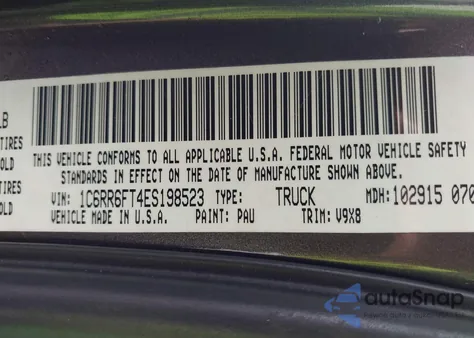 LB
TIRES
OLD
TIRES
OLD
THIS VEHICLE CONFORMS TO ALL APPLICABLE U.S.A. FEDERAL MOTOR VEHICLE SAFETY
STANDARDS IN EFFECT ON THE DATE OF MANUFACTURE SHOWN ABOVE.
VIN: 1C6RR6FT4ES198523 TYPE: TRUCK MDH: 102915 070
VEHICLE MADE IN U.S.A. PAINT: PAU TRIM: V9X8
autoSnap